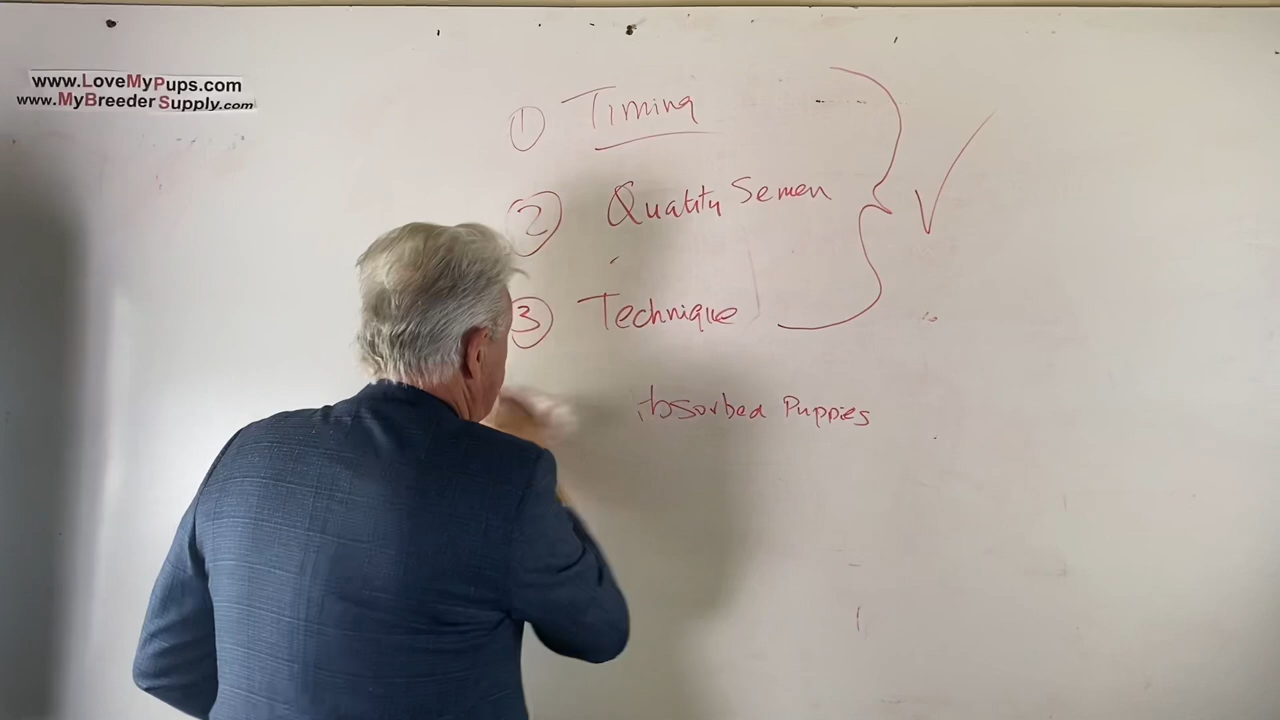 www.LoveMyPups.com
www.MyBreederSupply.com
① Timing
② Quality Semen
③ Technique
Absorbed Puppies